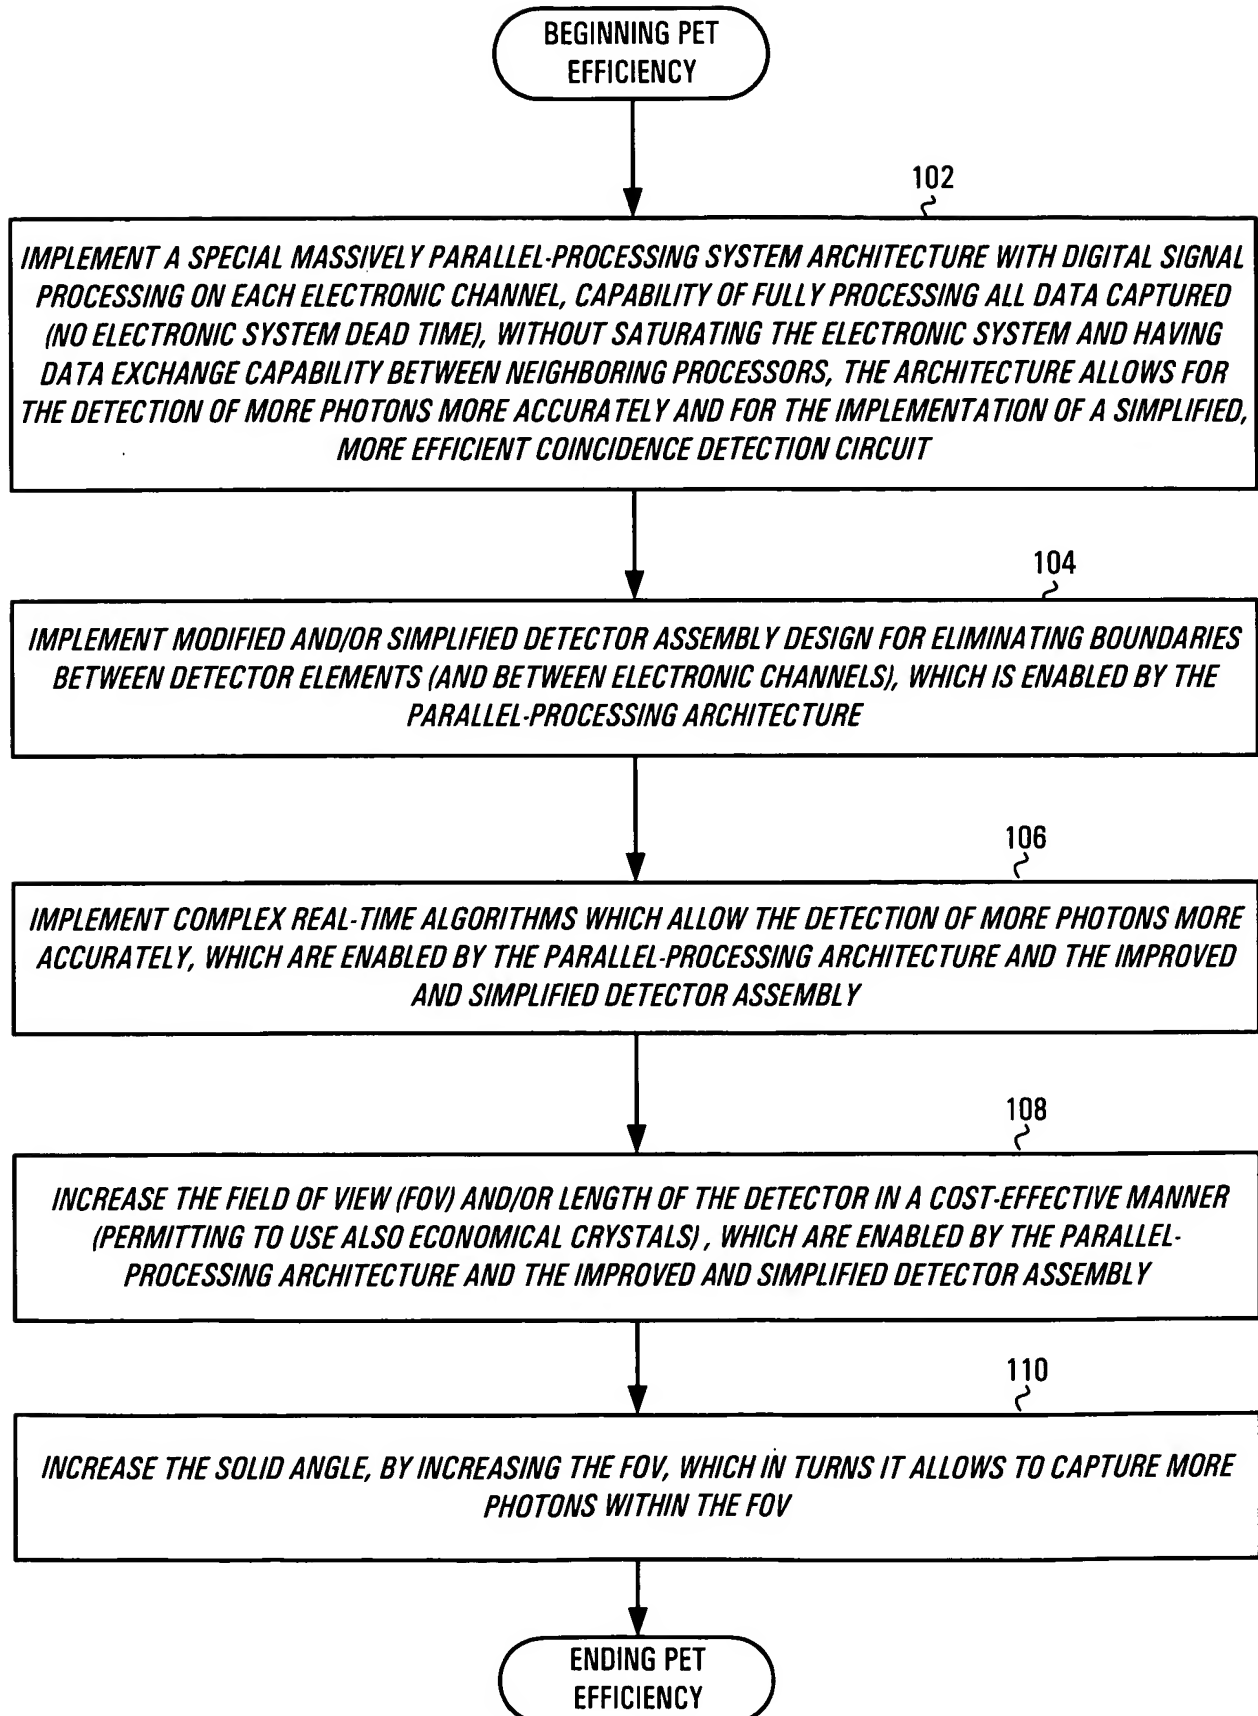 BEGINNING PET
EFFICIENCY
102
IMPLEMENT A SPECIAL MASSIVELY PARALLEL-PROCESSING SYSTEM ARCHITECTURE WITH DIGITAL SIGNAL
PROCESSING ON EACH ELECTRONIC CHANNEL, CAPABILITY OF FULLY PROCESSING ALL DATA CAPTURED
(NO ELECTRONIC SYSTEM DEAD TIME), WITHOUT SATURATING THE ELECTRONIC SYSTEM AND HAVING
DATA EXCHANGE CAPABILITY BETWEEN NEIGHBORING PROCESSORS, THE ARCHITECTURE ALLOWS FOR
THE DETECTION OF MORE PHOTONS MORE ACCURATELY AND FOR THE IMPLEMENTATION OF A SIMPLIFIED,
MORE EFFICIENT COINCIDENCE DETECTION CIRCUIT
104
IMPLEMENT MODIFIED AND/OR SIMPLIFIED DETECTOR ASSEMBLY DESIGN FOR ELIMINATING BOUNDARIES
BETWEEN DETECTOR ELEMENTS (AND BETWEEN ELECTRONIC CHANNELS), WHICH IS ENABLED BY THE
PARALLEL-PROCESSING ARCHITECTURE
106
IMPLEMENT COMPLEX REAL-TIME ALGORITHMS WHICH ALLOW THE DETECTION OF MORE PHOTONS MORE
ACCURATELY, WHICH ARE ENABLED BY THE PARALLEL-PROCESSING ARCHITECTURE AND THE IMPROVED
AND SIMPLIFIED DETECTOR ASSEMBLY
108
INCREASE THE FIELD OF VIEW (FOV) AND/OR LENGTH OF THE DETECTOR IN A COST-EFFECTIVE MANNER
(PERMITTING TO USE ALSO ECONOMICAL CRYSTALS) , WHICH ARE ENABLED BY THE PARALLEL-
PROCESSING ARCHITECTURE AND THE IMPROVED AND SIMPLIFIED DETECTOR ASSEMBLY
110
INCREASE THE SOLID ANGLE, BY INCREASING THE FOV, WHICH IN TURNS IT ALLOWS TO CAPTURE MORE
PHOTONS WITHIN THE FOV
ENDING PET
EFFICIENCY